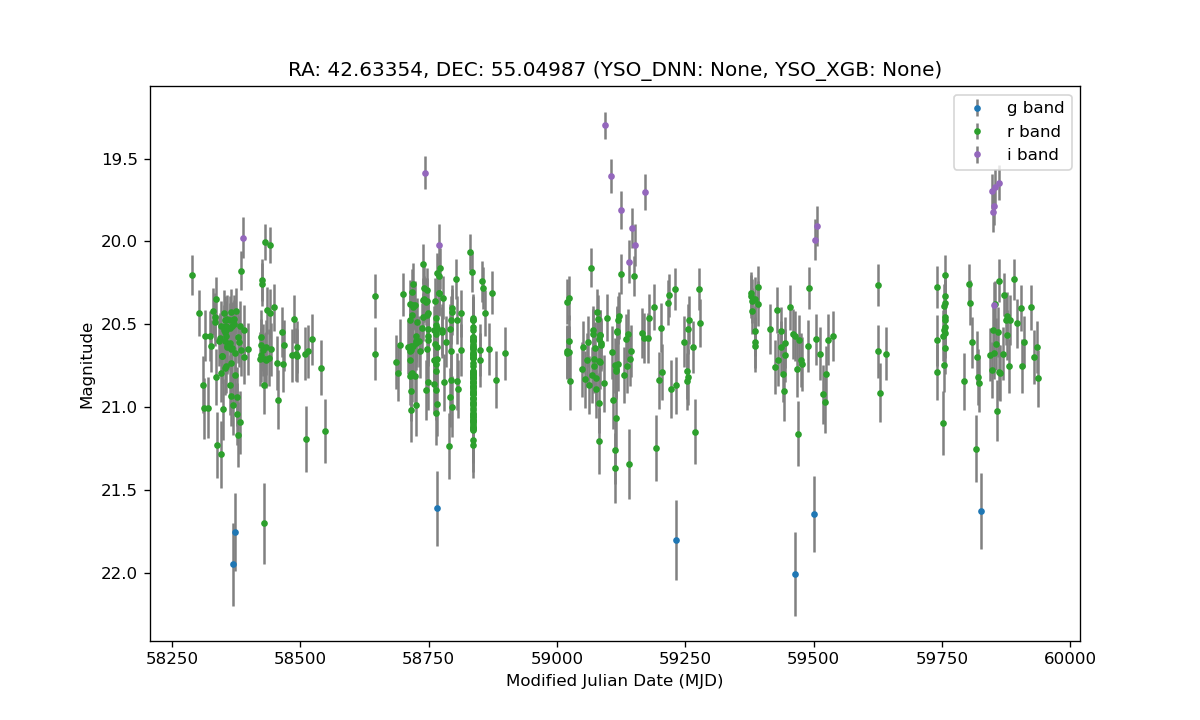 RA: 42.63354, DEC: 55.04987 (YSO_DNN: None, YSO_XGB: None)
g band
r band
i band
19.5
20.0
20.5
21.0
21.5
22.0
Magnitude
58250 58500 58750 59000 59250 59500 59750 60000
Modified Julian Date (MJD)